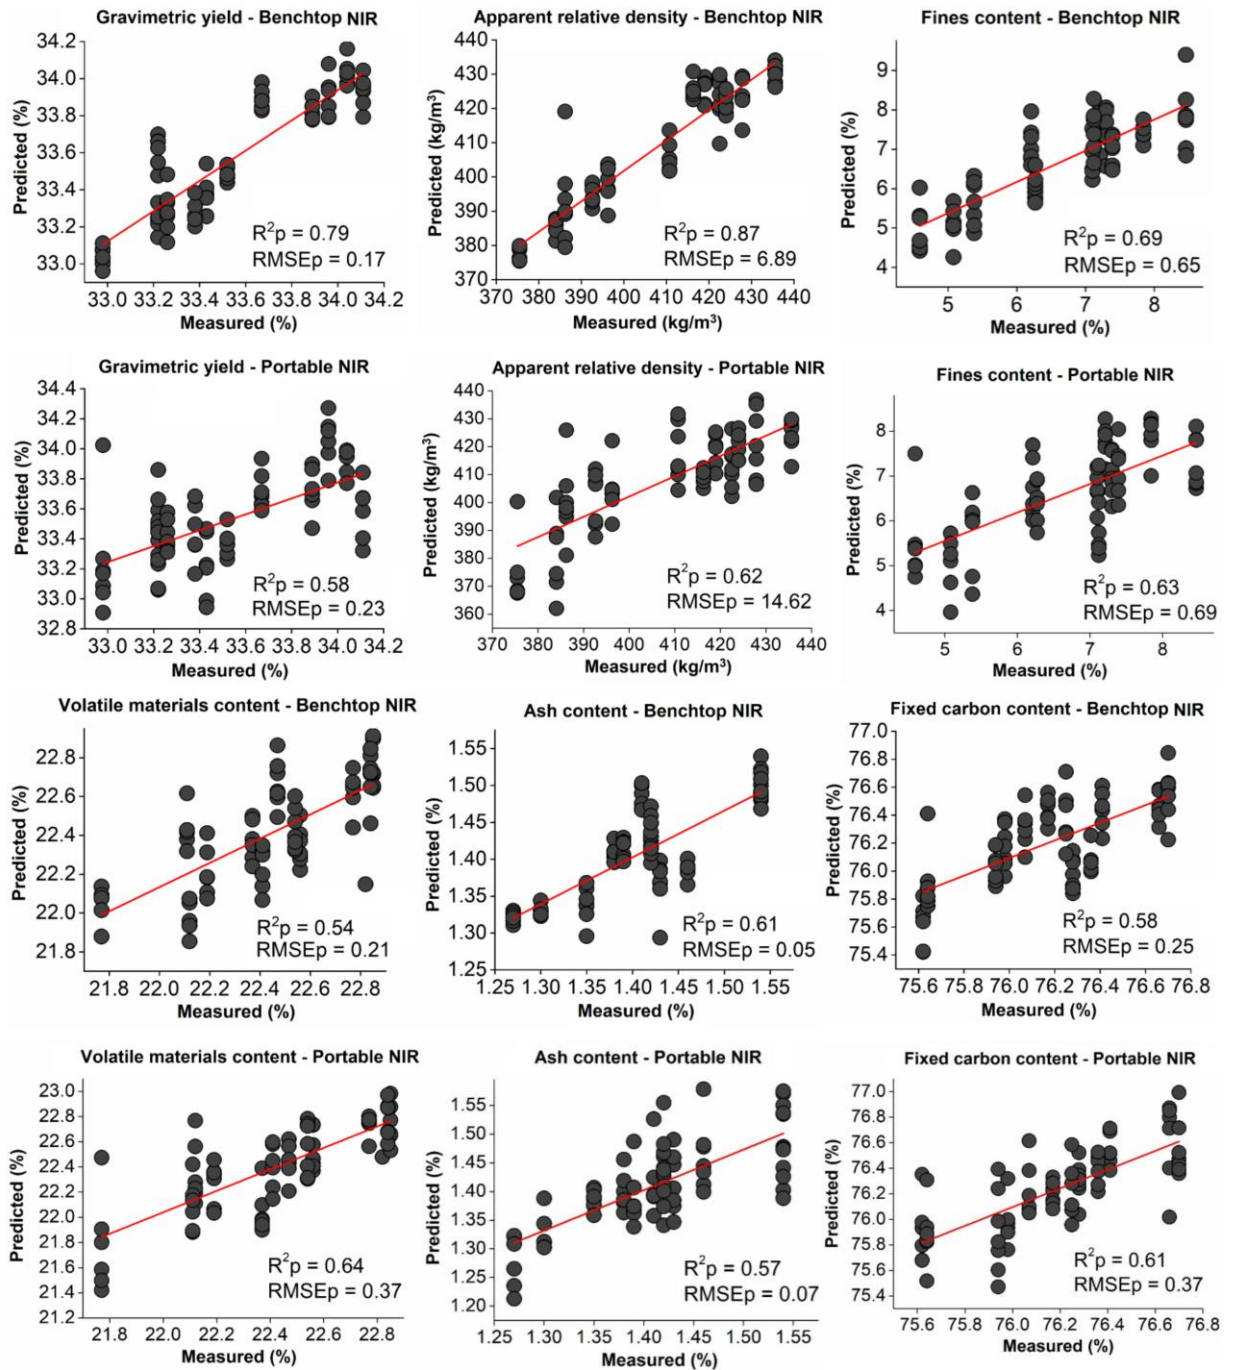 Gravimetric yield - Benchtop NIR
34.2
34.0
33.8
33.6
33.4
33.2
33.0
Predicted (%)
R²p = 0.79
RMSEp = 0.17
33.0 33.2 33.4 33.6 33.8 34.0 34.2
Measured (%)
Apparent relative density - Benchtop NIR
440
430
420
410
400
390
380
370
Predicted (kg/m³)
R²p = 0.87
RMSEp = 6.89
370 380 390 400 410 420 430 440
Measured (kg/m³)
Fines content - Benchtop NIR
9
8
7
6
5
4
Predicted (%)
R²p = 0.69
RMSEp = 0.65
5 6 7 8
Measured (%)
Gravimetric yield - Portable NIR
34.4
34.2
34.0
33.8
33.6
33.4
33.2
33.0
32.8
Predicted (%)
R²p = 0.58
RMSEp = 0.23
33.0 33.2 33.4 33.6 33.8 34.0 34.2
Measured (%)
Apparent relative density - Portable NIR
440
430
420
410
400
390
380
370
360
Predicted (kg/m³)
R²p = 0.62
RMSEp = 14.62
370 380 390 400 410 420 430 440
Measured (kg/m³)
Fines content - Portable NIR
8
7
6
5
4
Predicted (%)
R²p = 0.63
RMSEp = 0.69
5 6 7 8
Measured (%)
Volatile materials content - Benchtop NIR
22.8
22.6
22.4
22.2
22.0
21.8
Predicted (%)
R²p = 0.54
RMSEp = 0.21
21.8 22.0 22.2 22.4 22.6 22.8
Measured (%)
Ash content - Benchtop NIR
1.55
1.50
1.45
1.40
1.35
1.30
1.25
Predicted (%)
R²p = 0.61
RMSEp = 0.05
1.25 1.30 1.35 1.40 1.45 1.50 1.55
Measured (%)
Fixed carbon content - Benchtop NIR
77.0
76.8
76.6
76.4
76.2
76.0
75.8
75.6
75.4
Predicted (%)
R²p = 0.58
RMSEp = 0.25
75.6 75.8 76.0 76.2 76.4 76.6 76.8
Measured (%)
Volatile materials content - Portable NIR
23.0
22.8
22.6
22.4
22.2
22.0
21.8
21.6
21.4
21.2
Predicted (%)
R²p = 0.64
RMSEp = 0.37
21.8 22.0 22.2 22.4 22.6 22.8
Measured (%)
Ash content - Portable NIR
1.55
1.50
1.45
1.40
1.35
1.30
1.25
1.20
Predicted (%)
R²p = 0.57
RMSEp = 0.07
1.25 1.30 1.35 1.40 1.45 1.50 1.55
Measured (%)
Fixed carbon content - Portable NIR
77.0
76.8
76.6
76.4
76.2
76.0
75.8
75.6
75.4
Predicted (%)
R²p = 0.61
RMSEp = 0.37
75.6 75.8 76.0 76.2 76.4 76.6 76.8
Measured (%)